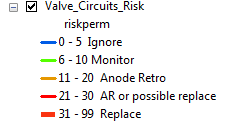 Valve_Circuits_Risk
riskperm
0 - 5 Ignore
6 - 10 Monitor
11 - 20 Anode Retro
21 - 30 AR or possible replace
31 - 99 Replace